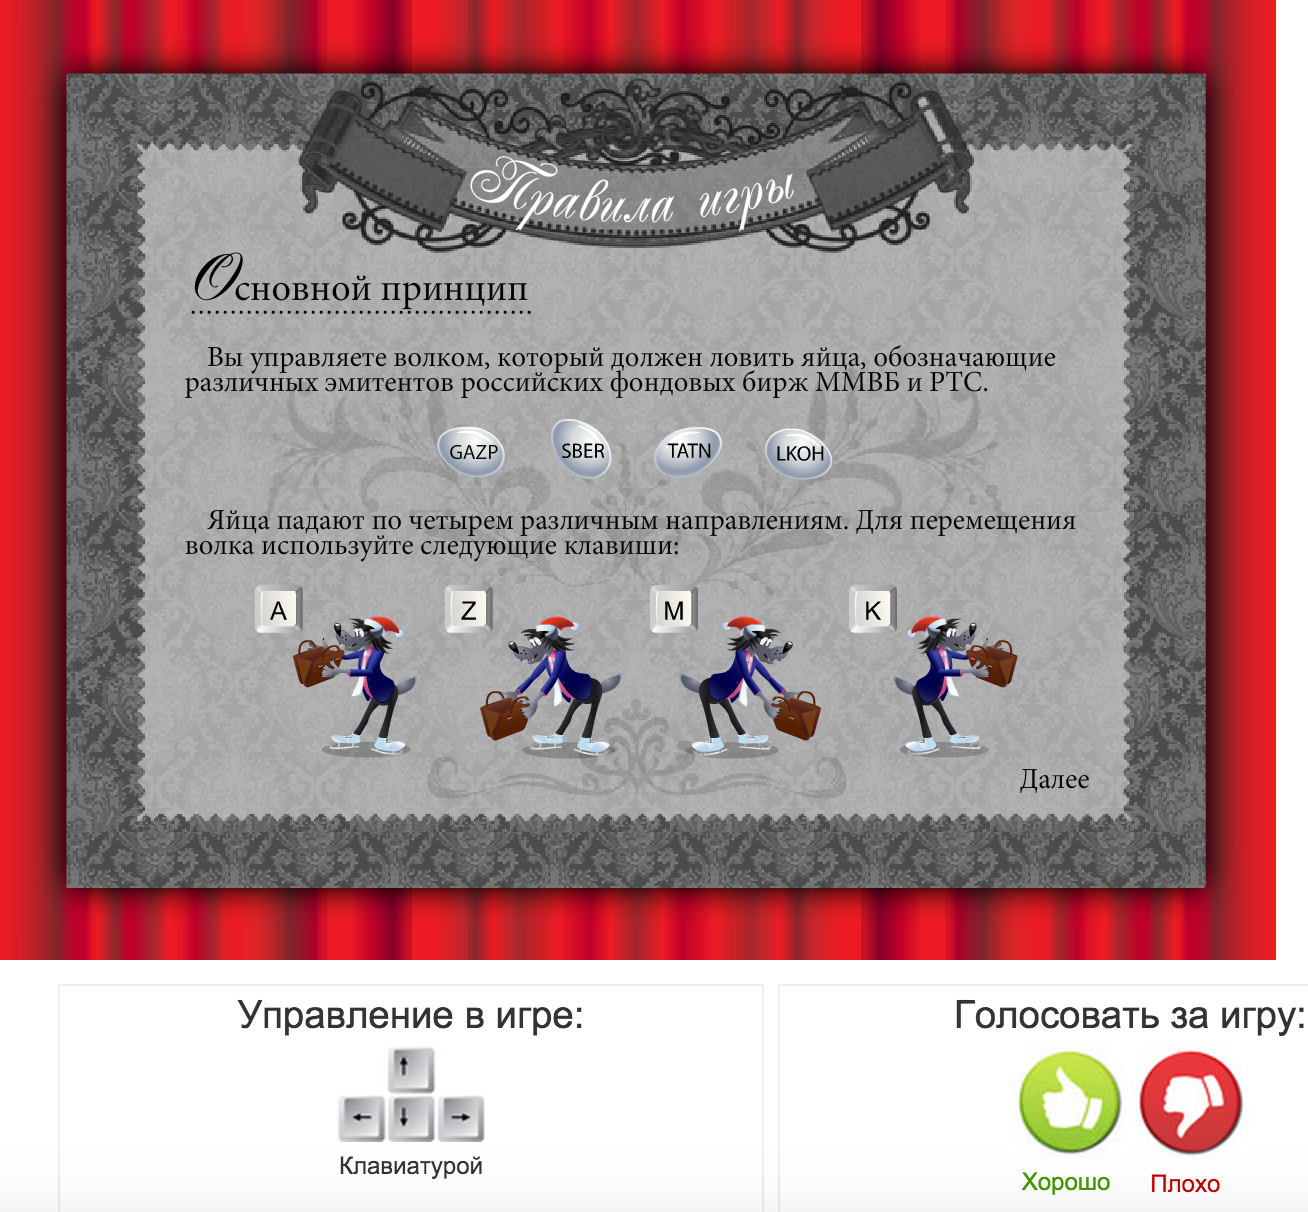 Правила игры
Основной принцип
Вы управляете волком, который должен ловить яйца, обозначающие
различных эмитентов российских фондовых бирж ММВБ и РТС.
GAZP SBER TATN LKOH
Яйца падают по четырем различным направлениям. Для перемещения
волка используйте следующие клавиши:
A Z M K
Далее
Управление в игре:
Клавиатурой
Голосовать за игру:
Хорошо Плохо